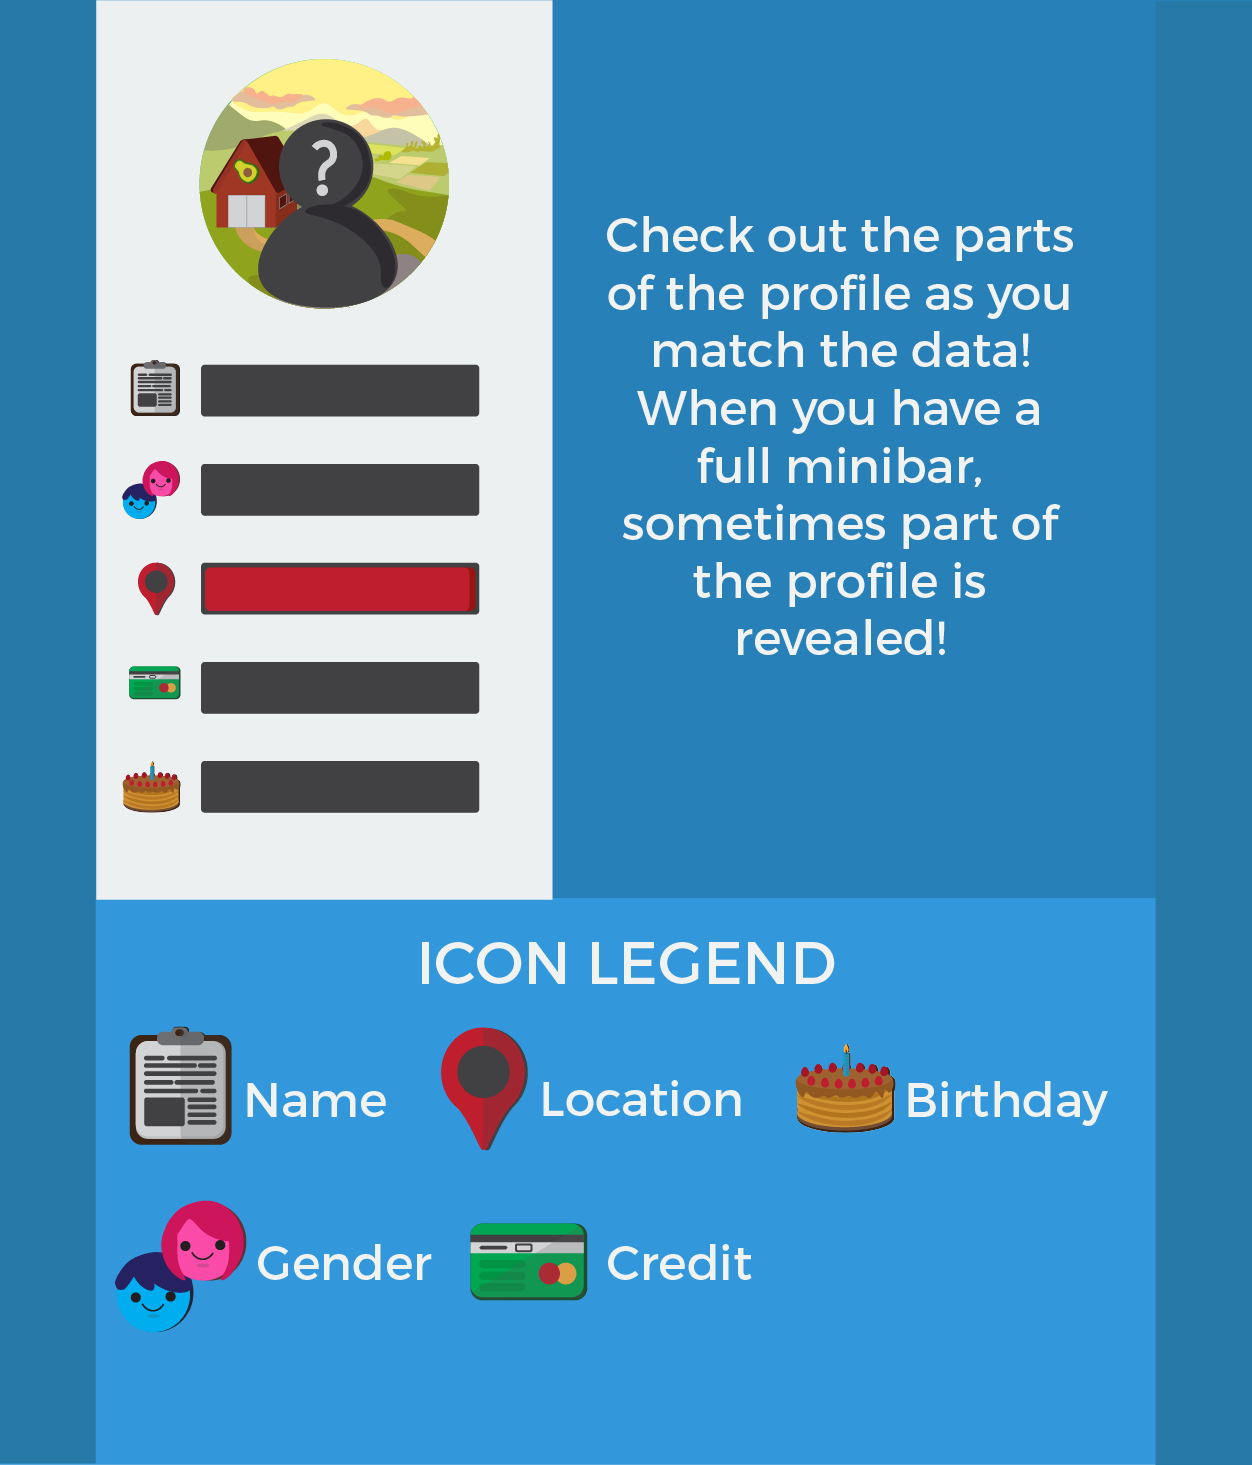 ?
Check out the parts
of the profile as you
match the data!
When you have a
full minibar,
sometimes part of
the profile is
revealed!
ICON LEGEND
Name
Location
Birthday
Gender
Credit